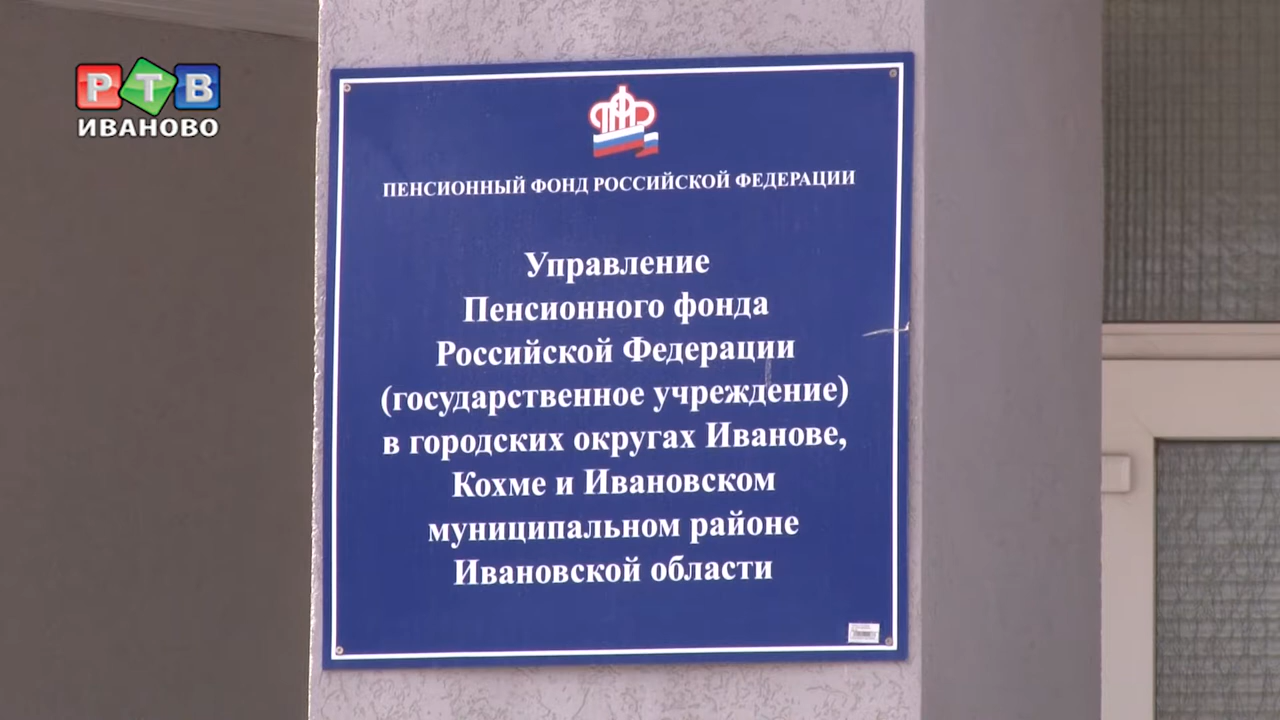 РТВ
ИВАНОВО
ПЕНСИОННЫЙ ФОНД РОССИЙСКОЙ ФЕДЕРАЦИИ
Управление
Пенсионного фонда
Российской Федерации
(государственное учреждение)
в городских округах Иванове,
Кохме и Ивановском
муниципальном районе
Ивановской области